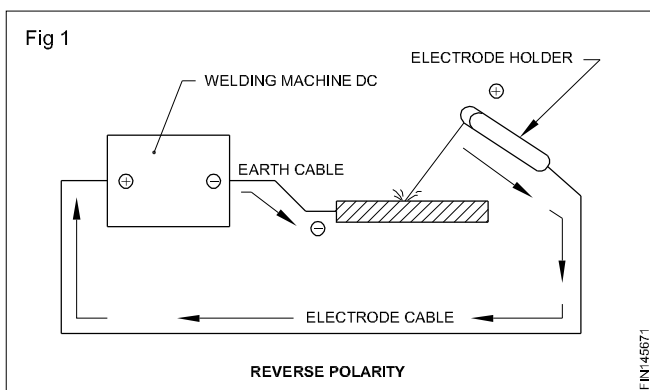 Fig 1
ELECTRODE HOLDER
WELDING MACHINE DC
⊕
EARTH CABLE
⊕
⊖
⊖
ELECTRODE CABLE
REVERSE POLARITY
FIN145671